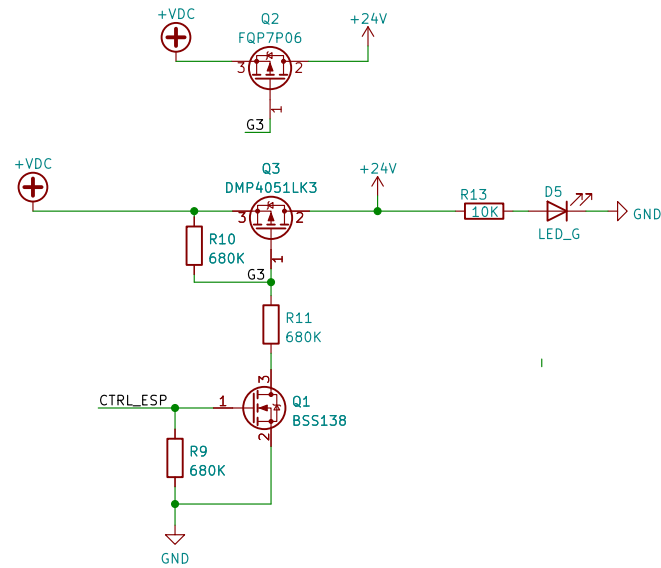 +VDC
Q2
FQP7P06
+24V
3
2
1
G3
+VDC
Q3
DMP4051LK3
+24V
3
2
R10
680K
1
G3
R13
10K
D5
LED_G
GND
R11
680K
CTRL_ESP
1
3
Q1
BSS138
2
R9
680K
GND